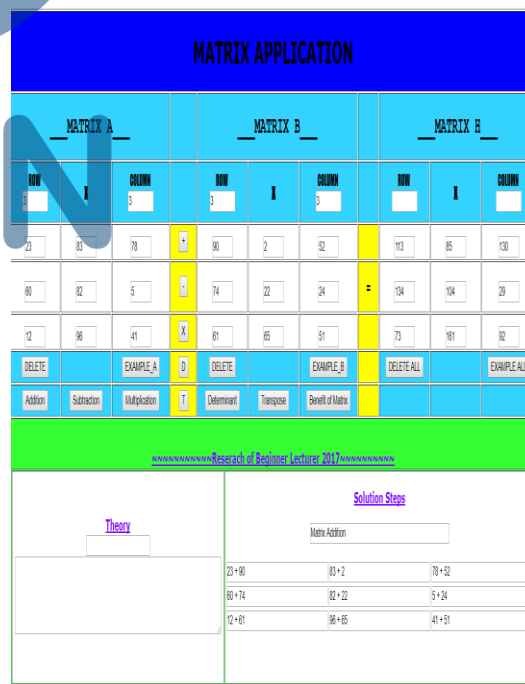 MATRIX APPLICATION
__MATRIX A__ __MATRIX B__ __MATRIX H__
ROW X COLUMN ROW X COLUMN ROW X COLUMN
3 3 3 3
23 83 78 + 90 2 52 113 85 130
60 82 5 - 74 22 24 = 134 104 29
12 96 41 X 61 65 51 73 161 92
DELETE EXAMPLE_A D DELETE EXAMPLE_B DELETE ALL EXAMPLE ALL
Addition Subtraction Multiplication T Determinant Transpose Benefit of Matrix
~~~~~~~~~~~Reserach of Beginner Lecturer 2017~~~~~~~~~~
Solution Steps
Theory
Matrix Addition
23 + 90 83 + 2 78 + 52
60 + 74 82 + 22 5 + 24
12 + 61 96 + 65 41 + 51